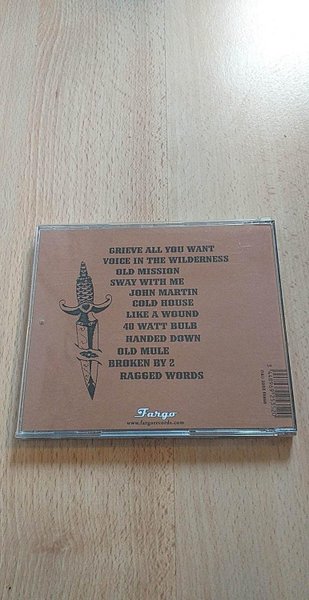 GRIEVE ALL YOU WANT
VOICE IN THE WILDERNESS
OLD MISSION
SWAY WITH ME
JOHN MARTIN
COLD HOUSE
LIKE A WOUND
40 WATT BULB
HANDED DOWN
OLD MULE
BROKEN BY 2
RAGGED WORDS
Fargo
www.fargorecords.com